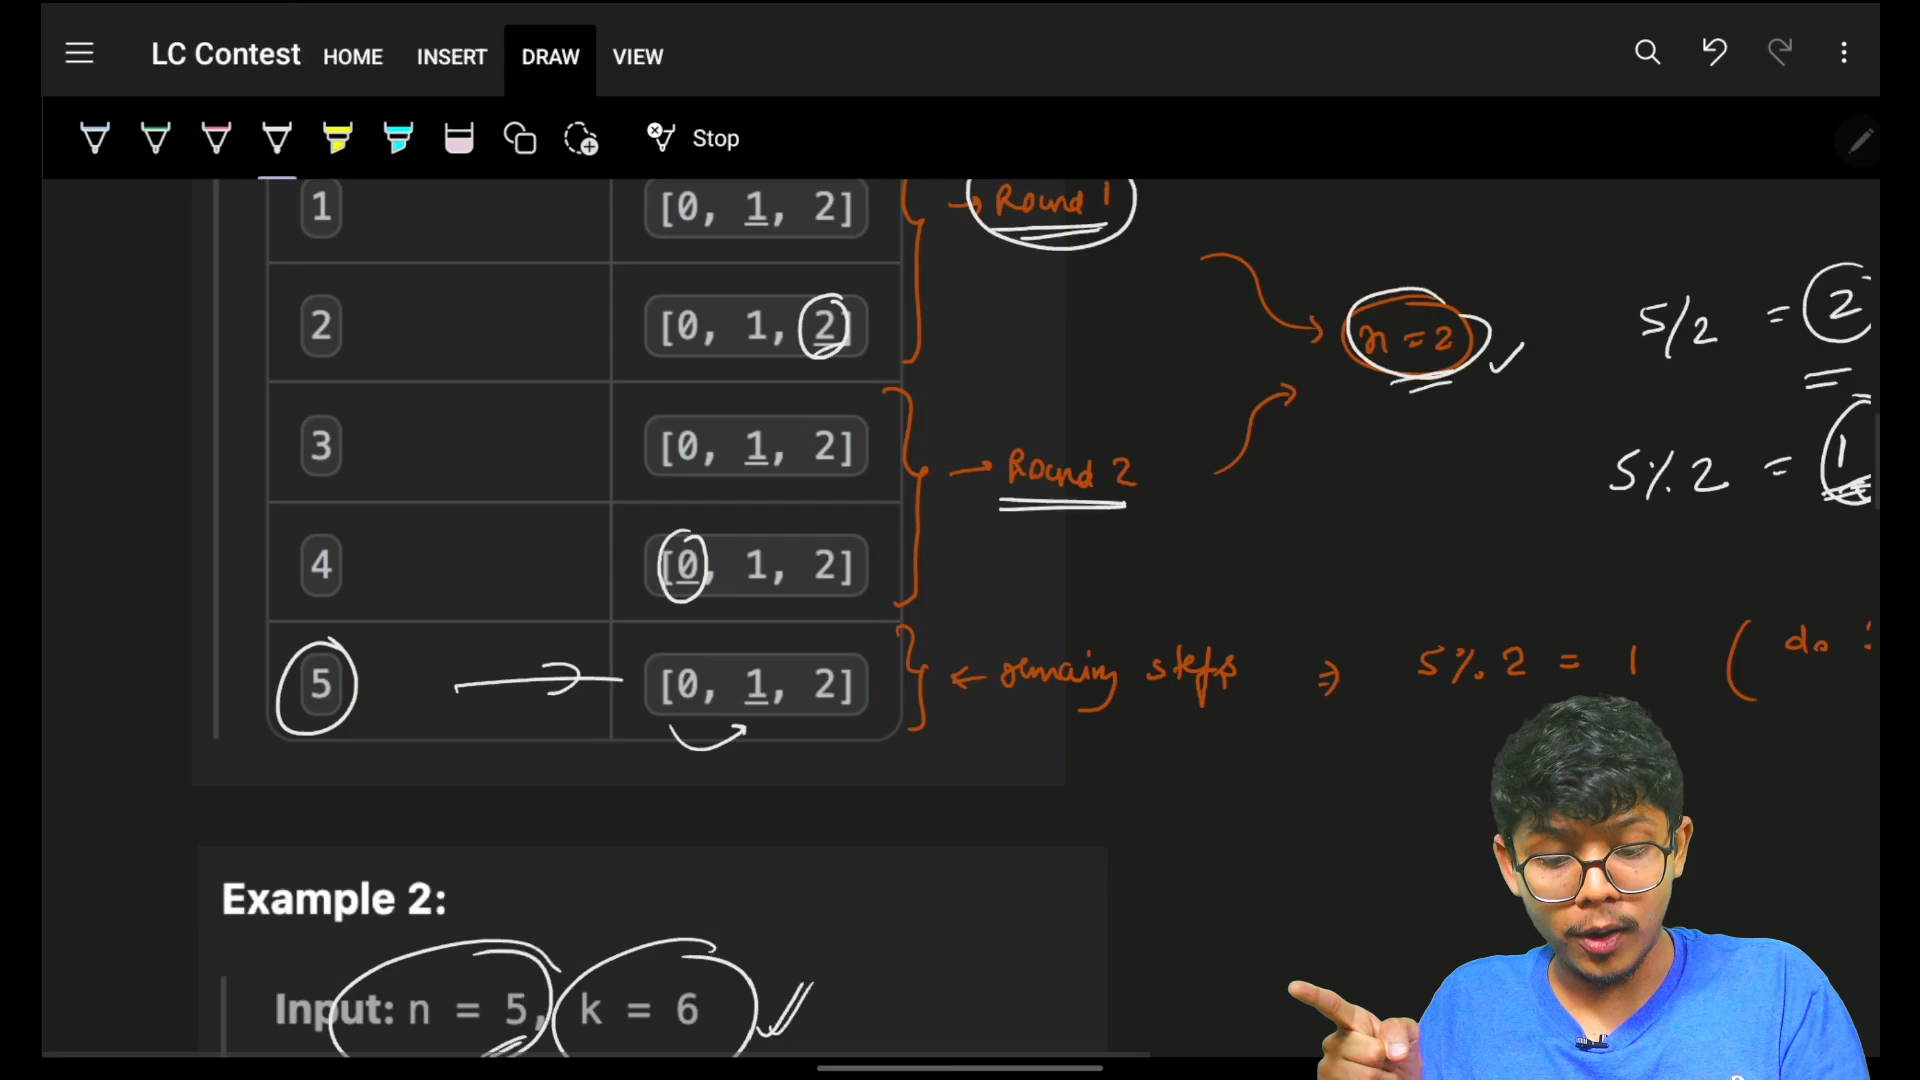 LC Contest HOME INSERT DRAW VIEW
Stop
1 [0, 1, 2] → Round 1
2 [0, 1, 2]
n = 2 ✓
5/2 = 2
3 [0, 1, 2]
→ Round 2
5%2 = 1
4 [0, 1, 2]
5 → [0, 1, 2] ← remaing steps ⇒ 5%2 = 1 ( do
Example 2:
Input: n = 5, k = 6